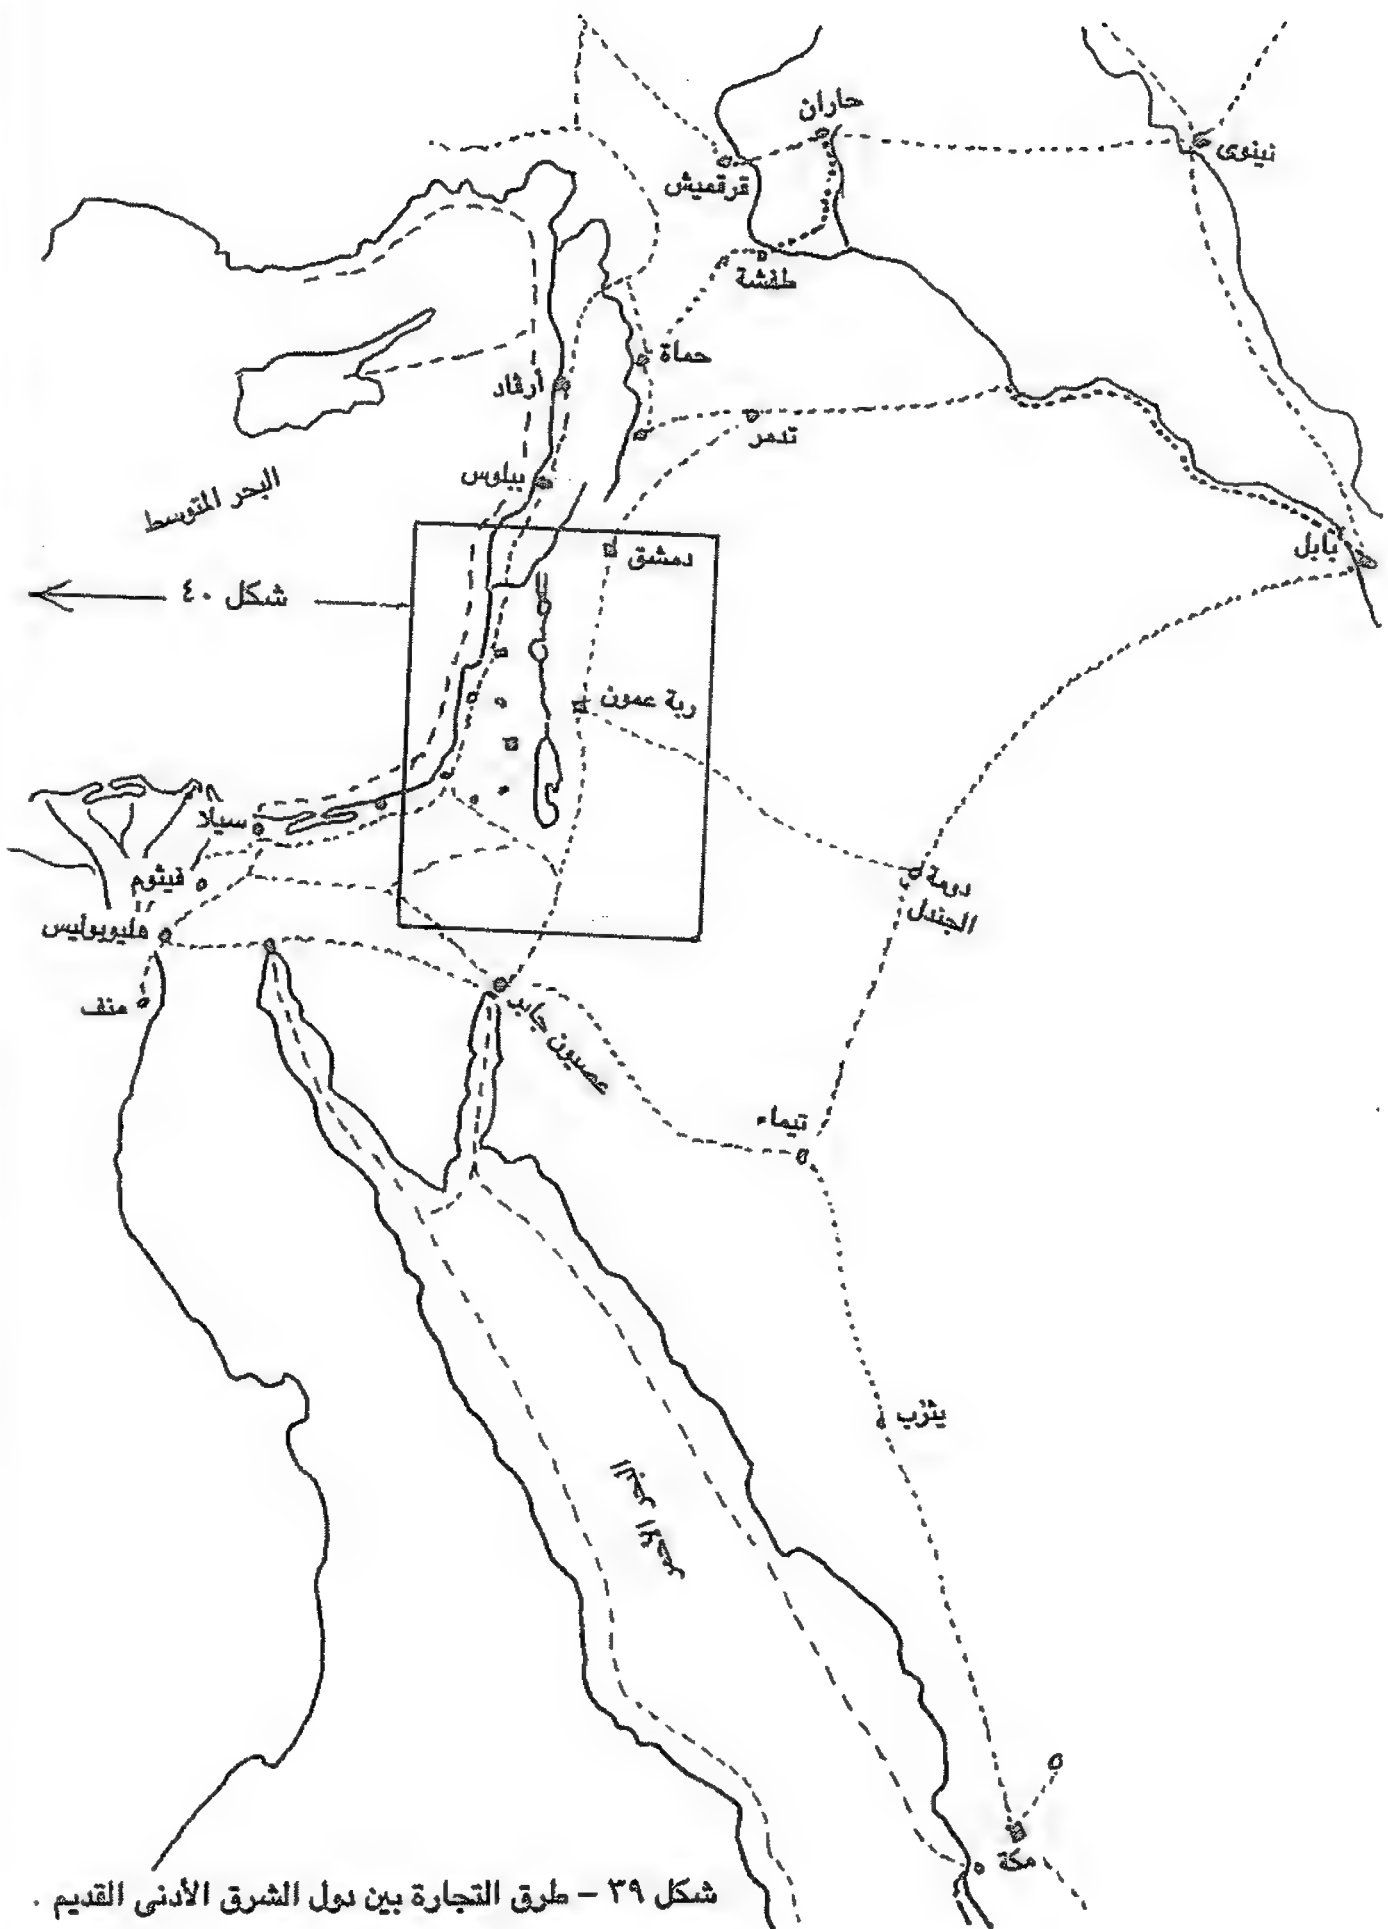 حاران
نينوى
قرقميش
طفشة
حماة
أرڤاد
تدمر
ببلوس
البحر المتوسط
بابل
دمشق
شكل ٤٠
ربة عمون
سيلا
فيثوم
دومة
الجندل
هليوبوليس
منف
عصيون جابر
تيماء
يثرب
البحر الأحمر
مكة
شكل ٣٩ – طرق التجارة بين دول الشرق الأدنى القديم .